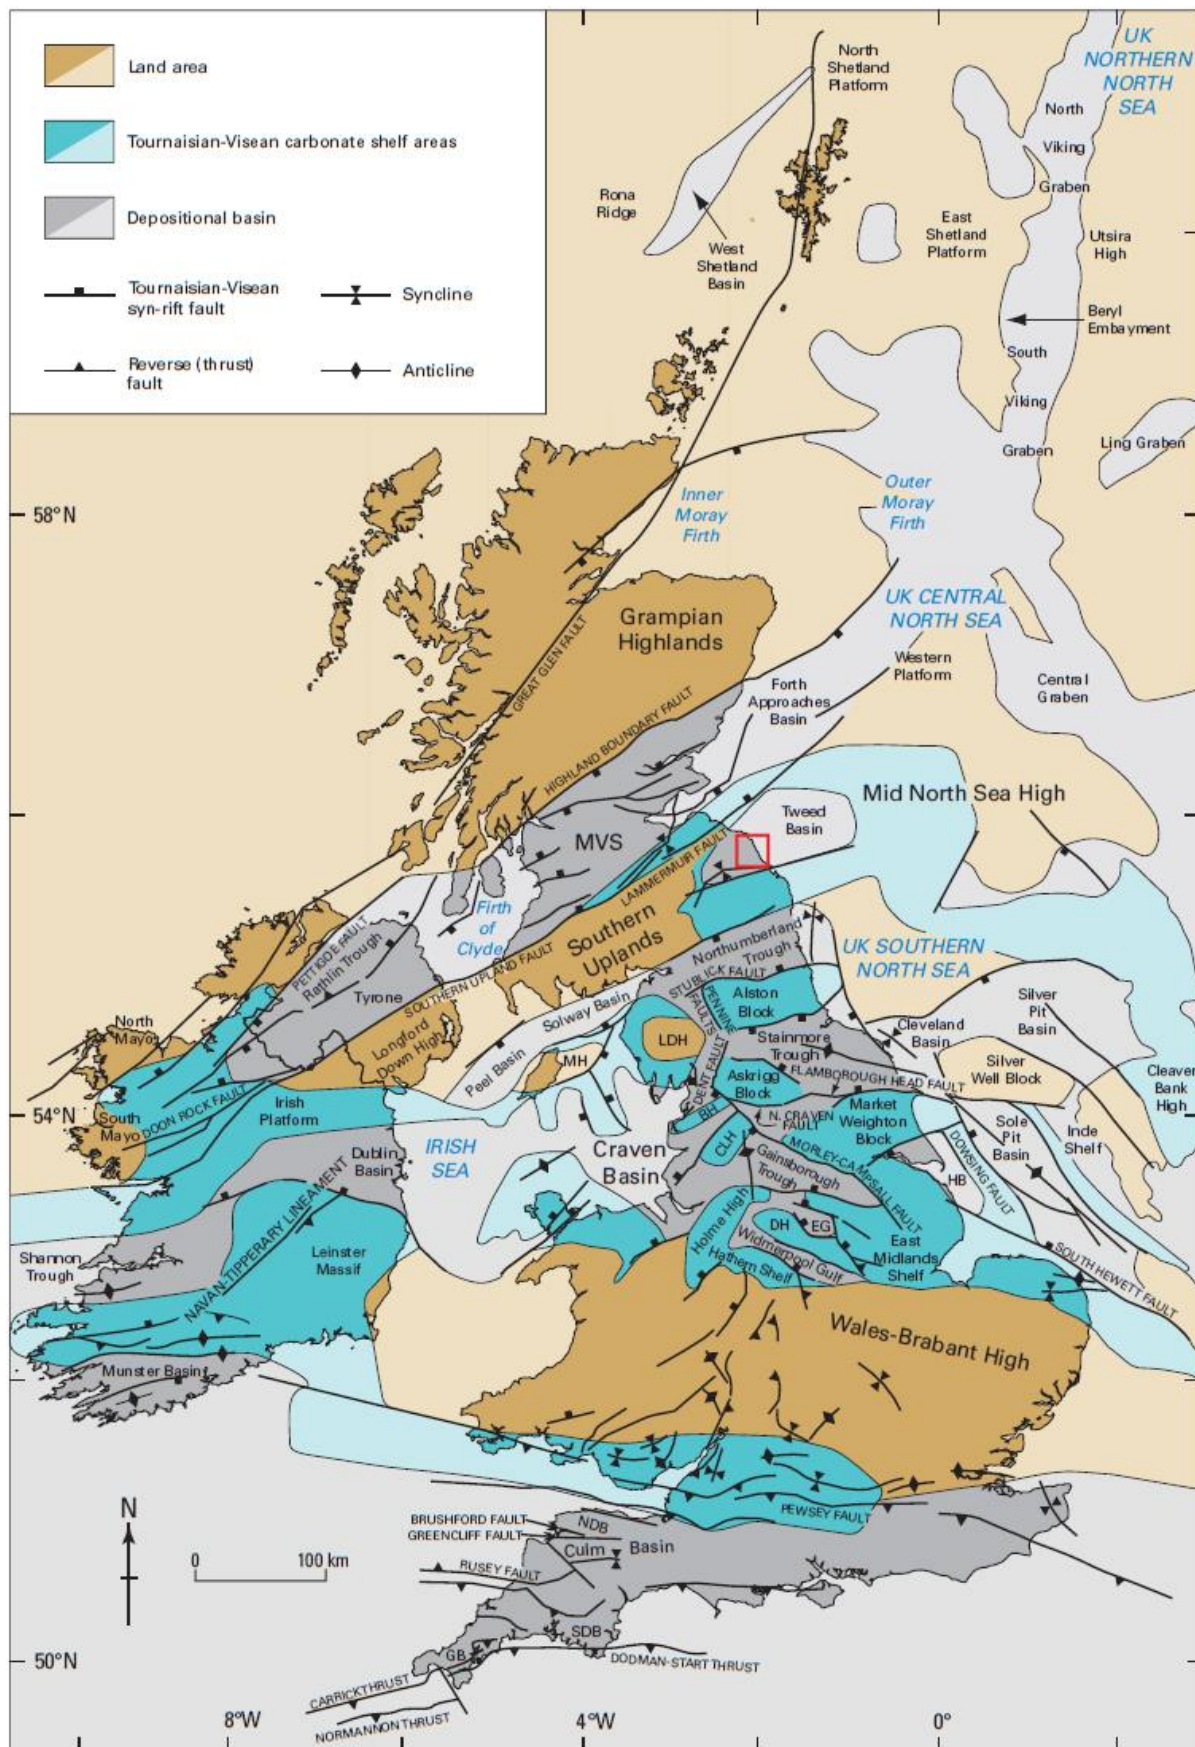 Land area
Tournaisian-Visean carbonate shelf areas
Depositional basin
Tournaisian-Visean
syn-rift fault
Syncline
Reverse (thrust)
fault
Anticline
North
Shetland
Platform
UK
NORTHERN
NORTH
SEA
North
Viking
Graben
Rona
Ridge
West
Shetland
Basin
East
Shetland
Platform
Utsira
High
Beryl
Embayment
South
Viking
Graben
Ling Graben
58°N
Inner
Moray
Firth
Outer
Moray
Firth
Grampian
Highlands
GREAT GLEN FAULT
UK CENTRAL
NORTH SEA
Western
Platform
Central
Graben
Forth
Approaches
Basin
HIGHLAND BOUNDARY FAULT
MVS
Tweed
Basin
Mid North Sea High
LAMMERMUIR FAULT
Firth
of
Clyde
Southern
Uplands
SOUTHERN UPLAND FAULT
PETTIGOE FAULT
Rathlin Trough
Tyrone
Northumberland
Trough
UK SOUTHERN
NORTH SEA
STUBLICK FAULT
PENNINE
FAULTS
Alston
Block
Solway Basin
North
Mayo
Longford
Down High
Peel Basin
MH
LDH
DENT FAULT
Stainmore
Trough
Cleveland
Basin
Silver
Pit
Basin
Silver
Well Block
Cleaver
Bank
High
FLAMBOROUGH HEAD FAULT
Askrigg
Block
54°N
South
Mayo
DOON ROCK FAULT
Irish
Platform
BH
N. CRAVEN
FAULT
Market
Weighton
Block
Sole
Pit
Basin
Inde
Shelf
DOWSING FAULT
IRISH
SEA
Craven
Basin
CLH
MORLEY-CAMPSALL FAULT
Gainsborough
Trough
HB
Dublin
Basin
NAVAN-TIPPERARY LINEAMENT
Shannon
Trough
Leinster
Massif
Holme High
DH
EG
Widmerpool Gulf
Hathern Shelf
East
Midlands
Shelf
SOUTH HEWETT FAULT
Wales-Brabant High
Munster Basin
PEWSEY FAULT
N
0
100 km
BRUSHFORD FAULT
GREENCLIFF FAULT
NDB
Culm Basin
RUSEY FAULT
SDB
GB
DODMAN-START THRUST
50°N
CARRICK THRUST
NORMANNON THRUST
8°W
4°W
0°